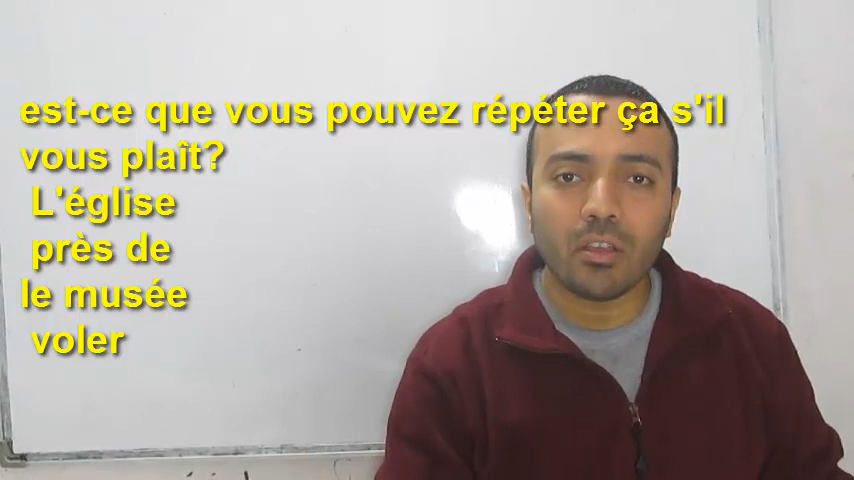 est-ce que vous pouvez répéter ça s'il
vous plaît?
L'église
près de
le musée
voler